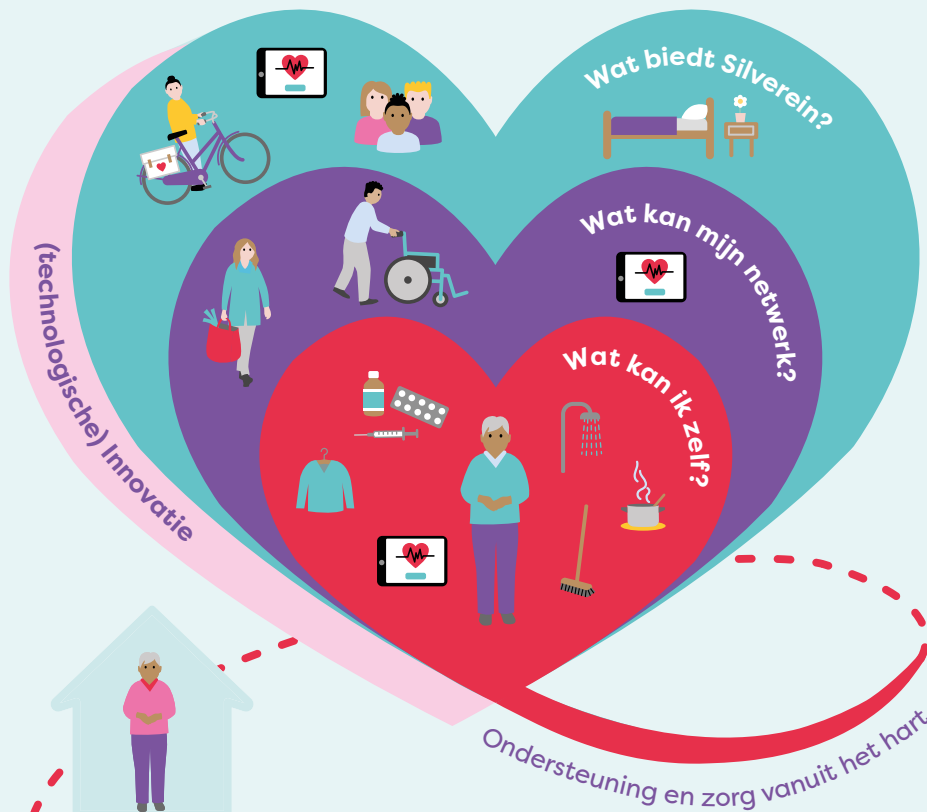 Wat biedt Silverein?
Wat kan mijn netwerk?
Wat kan ik zelf?
(technologische) Innovatie
Ondersteuning en zorg vanuit het hart